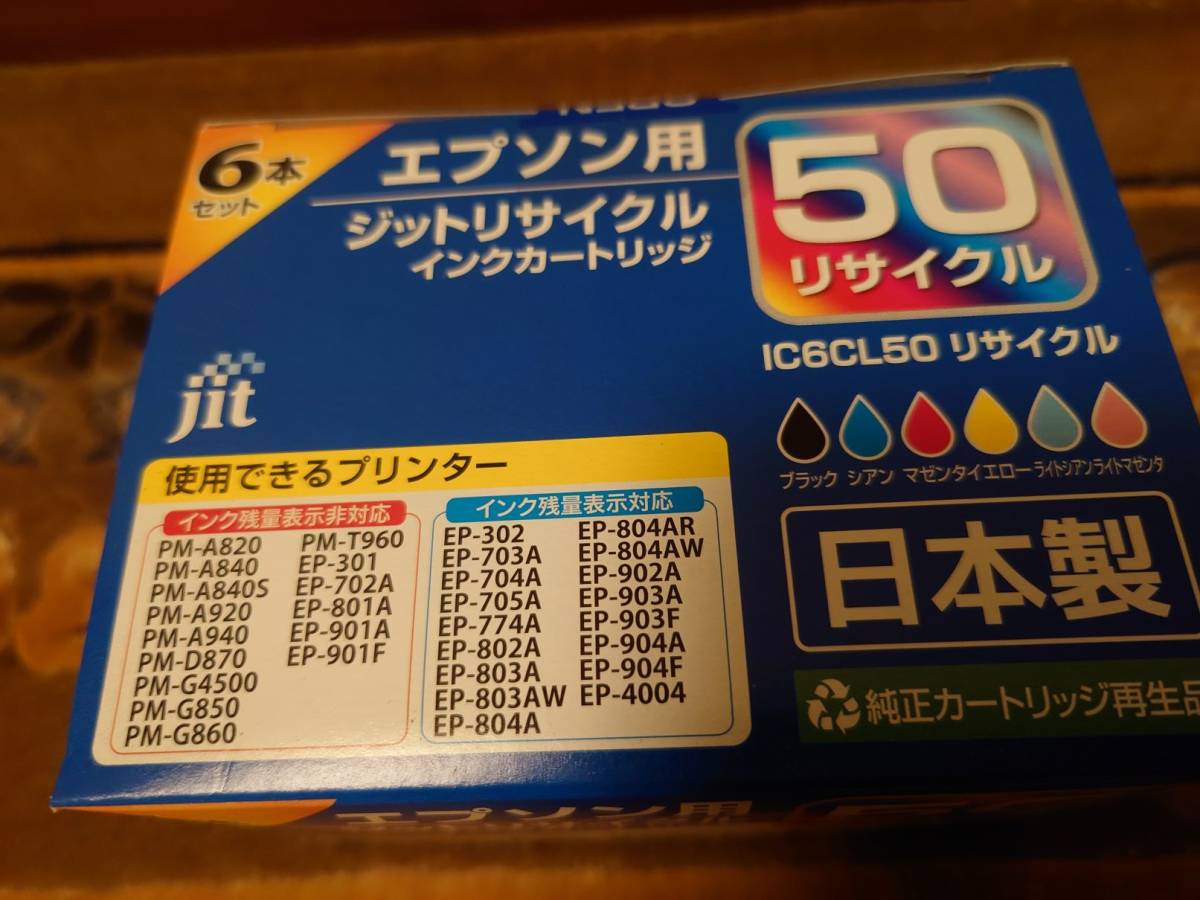 6本
セット
エプソン用
ジットリサイクル
インクカートリッジ
50
リサイクル
IC6CL50 リサイクル
ブラック シアン マゼンタ イエロー ライトシアン ライトマゼンタ
jit
使用できるプリンター
インク残量表示非対応
PM-A820
PM-A840
PM-A840S
PM-A920
PM-A940
PM-D870
PM-G4500
PM-G850
PM-G860
PM-T960
EP-301
EP-702A
EP-801A
EP-901A
EP-901F
インク残量表示対応
EP-302
EP-703A
EP-704A
EP-705A
EP-774A
EP-802A
EP-803A
EP-803AW
EP-804A
EP-804AR
EP-804AW
EP-902A
EP-903A
EP-903F
EP-904A
EP-904F
EP-4004
日本製
純正カートリッジ再生品
エプソン用